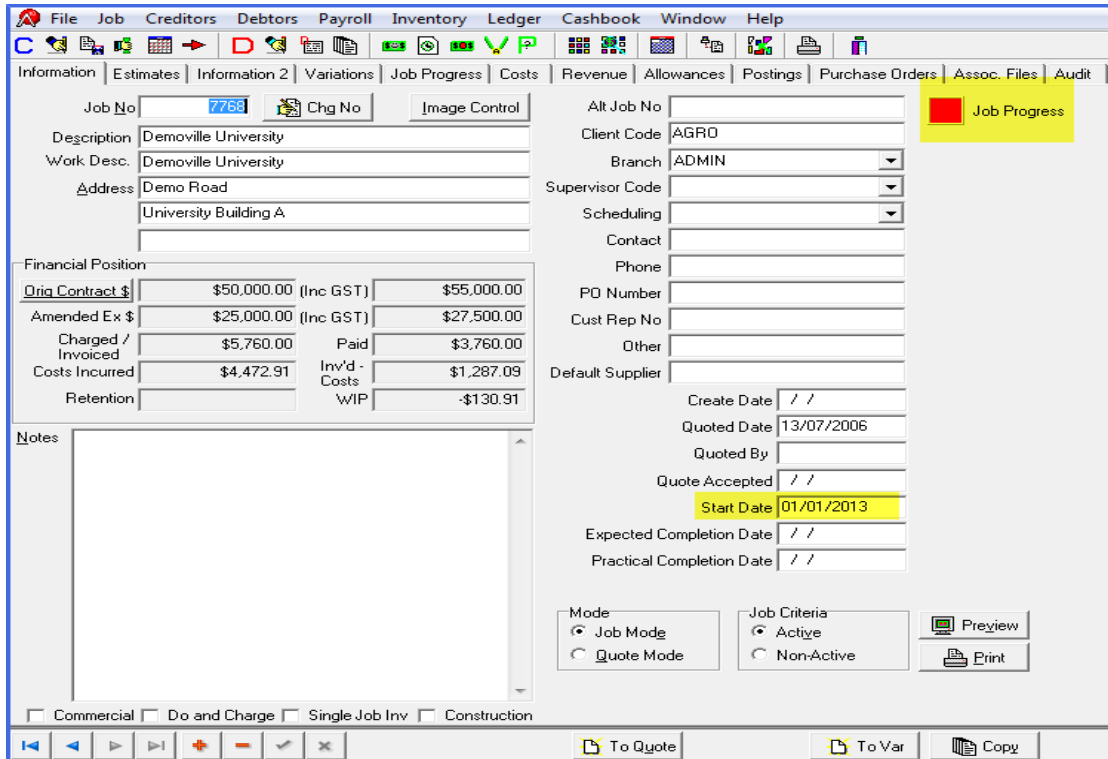 File Job Creditors Debtors Payroll Inventory Ledger Cashbook Window Help
Information Estimates Information 2 Variations Job Progress Costs Revenue Allowances Postings Purchase Orders Assoc. Files Audit
Job No 7768 Chg No Image Control
Description Demoville University
Work Desc. Demoville University
Address Demo Road
University Building A
Financial Position
Orig Contract $ $50,000.00 (Inc GST) $55,000.00
Amended Ex $ $25,000.00 (Inc GST) $27,500.00
Charged / Invoiced $5,760.00 Paid $3,760.00
Costs Incurred $4,472.91 Inv'd - Costs $1,287.09
Retention WIP -$130.91
Notes
Commercial Do and Charge Single Job Inv Construction
Alt Job No
Client Code AGRO
Branch ADMIN
Supervisor Code
Scheduling
Contact
Phone
PO Number
Cust Rep No
Other
Default Supplier
Create Date / /
Quoted Date 13/07/2006
Quoted By
Quote Accepted / /
Start Date 01/01/2013
Expected Completion Date / /
Practical Completion Date / /
Job Progress
Mode
Job Mode
Quote Mode
Job Criteria
Active
Non-Active
Preview
Print
To Quote To Var Copy